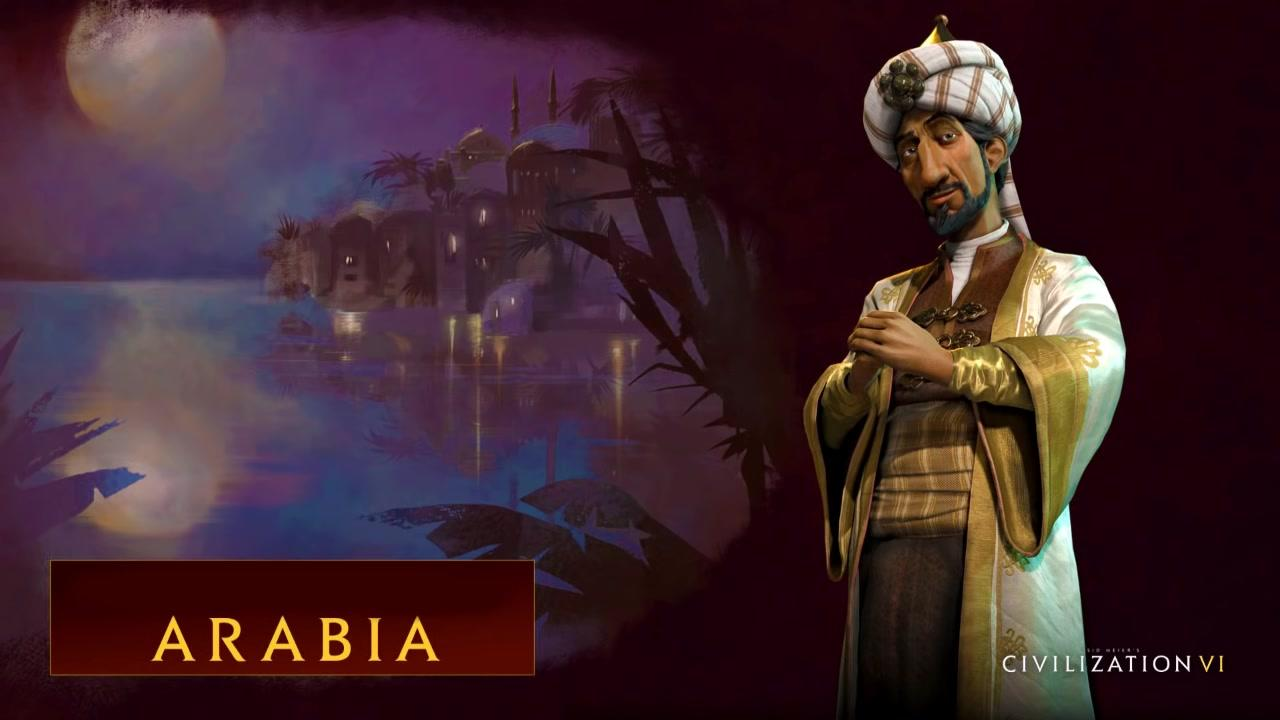 ARABIA
SID MEIER'S
CIVILIZATION VI